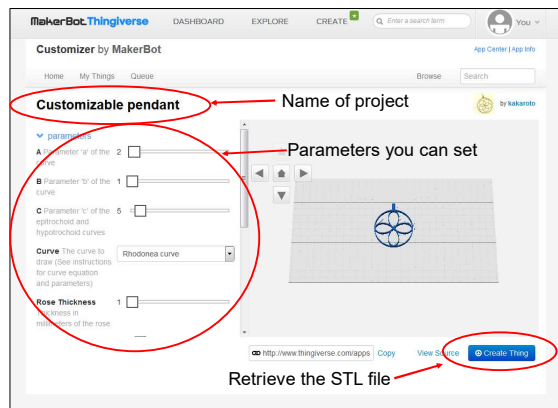 MakerBot. Thingiverse DASHBOARD EXPLORE CREATE Enter a search term You
Customizer by MakerBot App Center | App Info
Home My Things Queue Browse Search
Customizable pendant
Name of project
by kakaroto
parameters
Parameters you can set
A Parameter 'a' of the curve 2
B Parameter 'b' of the curve 1
C Parameter 'c' of the epitrochoid and hypotrochoid curves 5
Curve The curve to draw (See instructions for curve equation and parameters) Rhodonea curve
Rose Thickness Thickness in millimeters of the rose 1
http://www.thingiverse.com/apps Copy View Source Create Thing
Retrieve the STL file